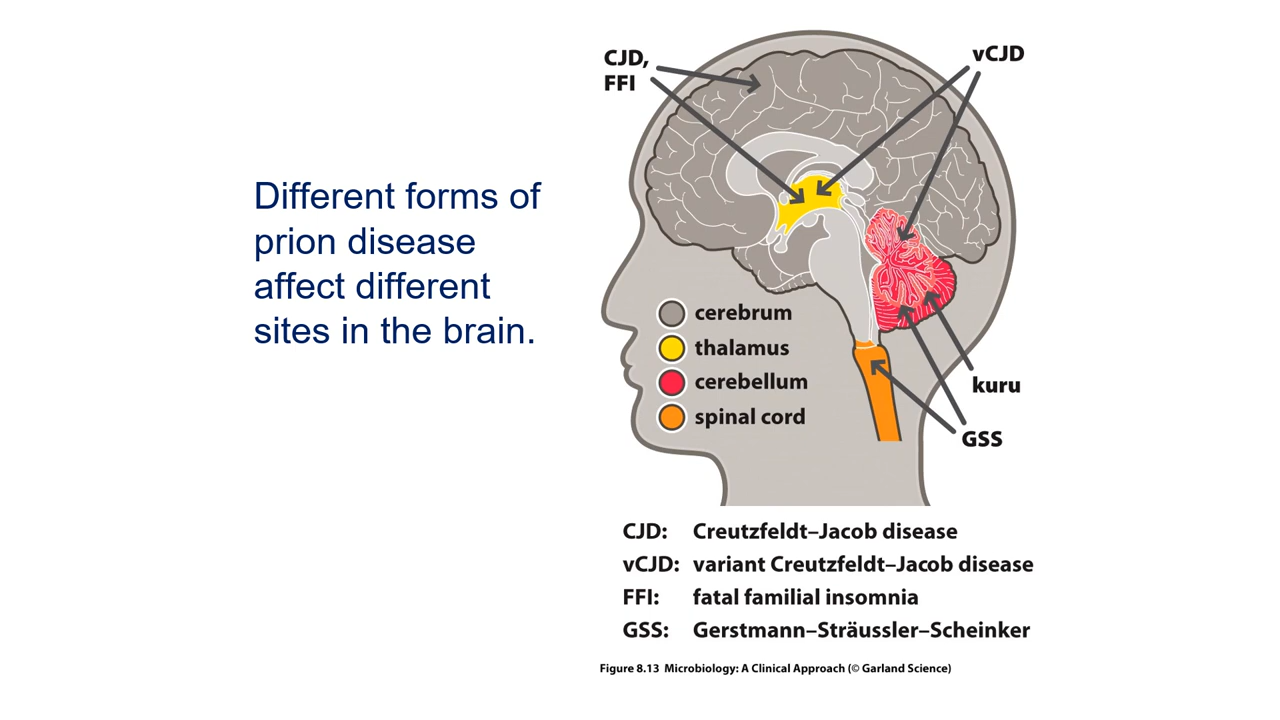 Different forms of
prion disease
affect different
sites in the brain.
CJD,
FFI
vCJD
cerebrum
thalamus
cerebellum
spinal cord
kuru
GSS
CJD: Creutzfeldt–Jacob disease
vCJD: variant Creutzfeldt–Jacob disease
FFI: fatal familial insomnia
GSS: Gerstmann–Sträussler–Scheinker
Figure 8.13 Microbiology: A Clinical Approach (© Garland Science)